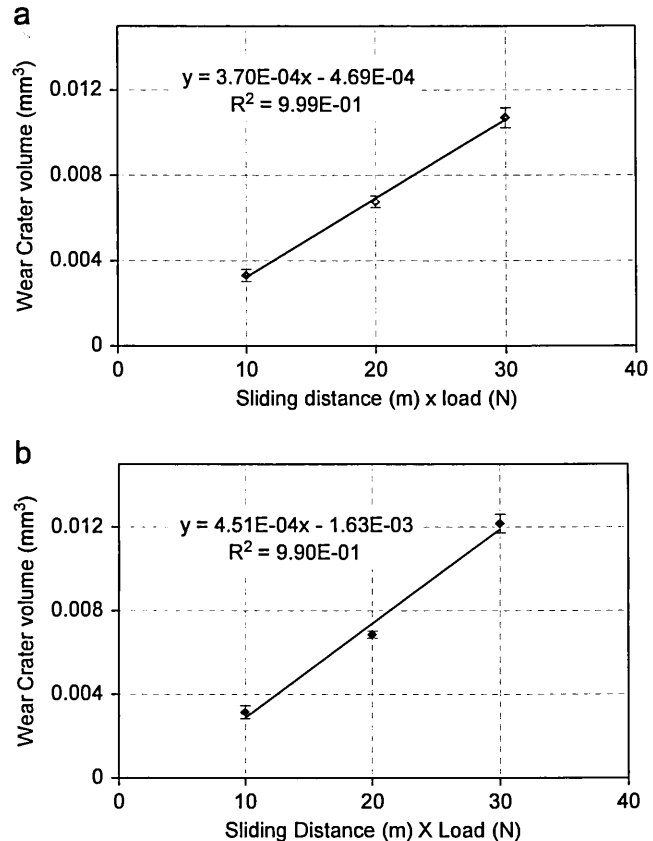 a
y = 3.70E-04x - 4.69E-04
R² = 9.99E-01
Wear Crater volume (mm³)
0.012
0.008
0.004
0
0 10 20 30 40
Sliding distance (m) x load (N)
b
y = 4.51E-04x - 1.63E-03
R² = 9.90E-01
Wear Crater volume (mm³)
0.012
0.008
0.004
0
0 10 20 30 40
Sliding Distance (m) X Load (N)